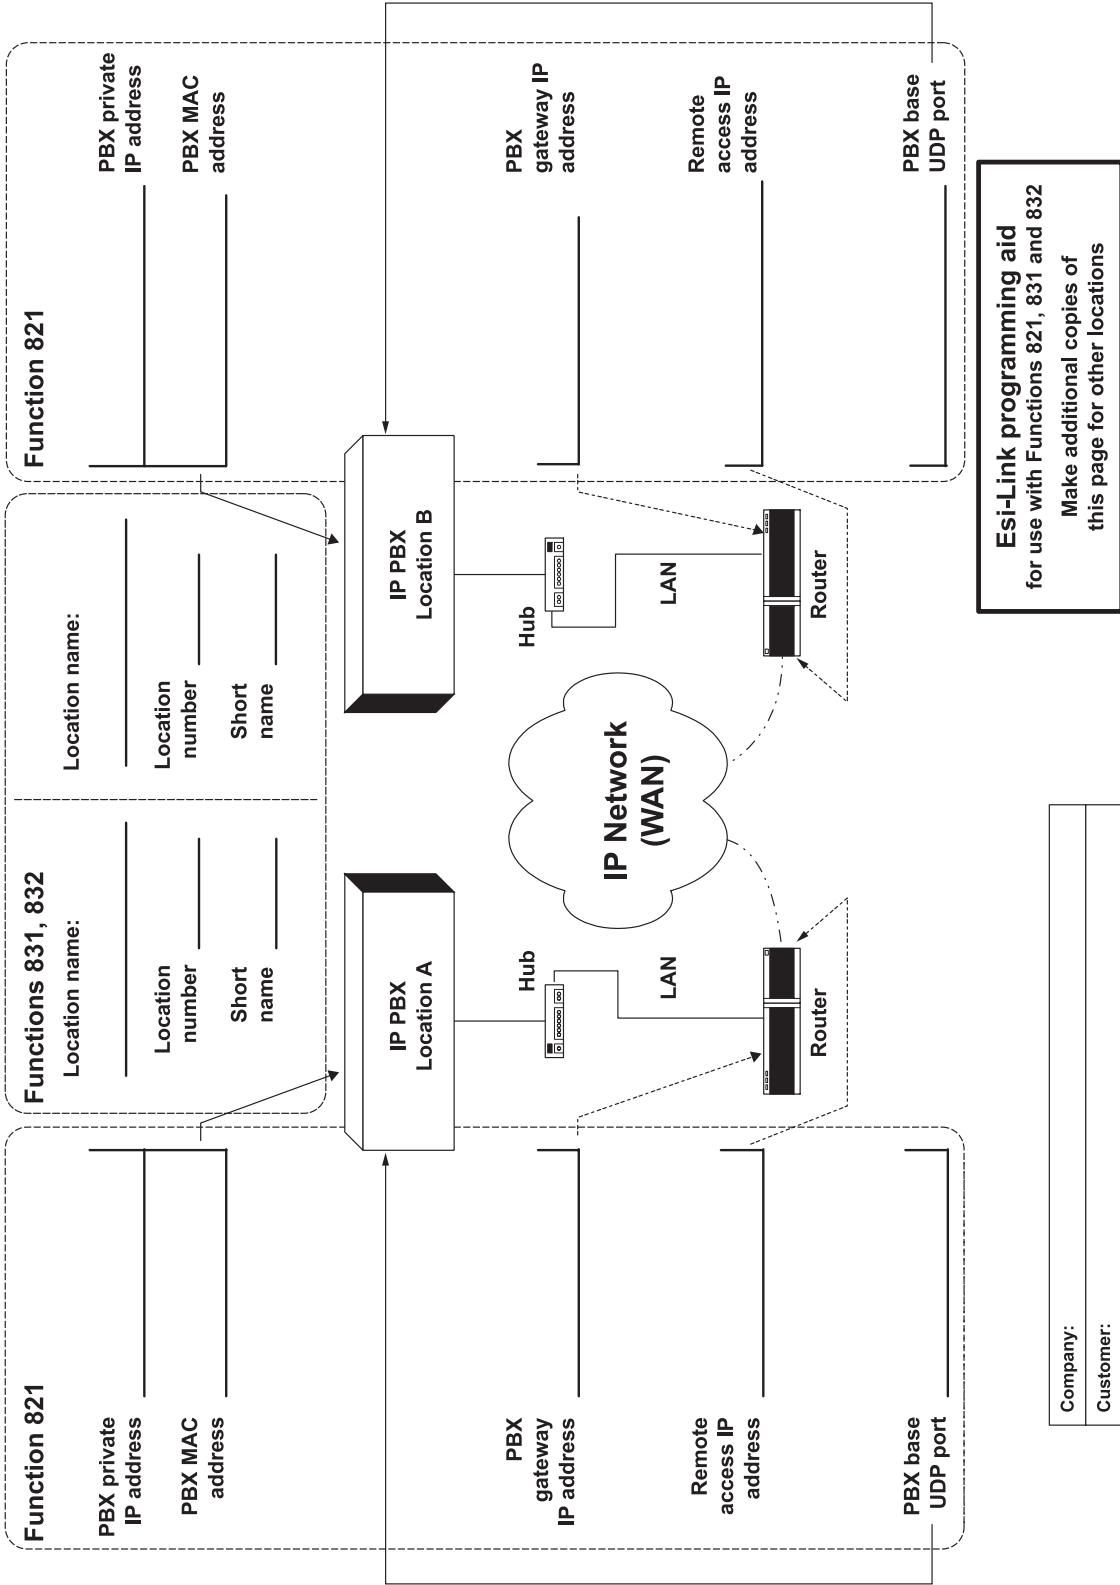 Function 821
PBX private
IP address
PBX MAC
address
PBX
gateway
IP address
Remote
access IP
address
PBX base
UDP port
Functions 831, 832
Location name:
Location
number
Short
name
Location name:
Location
number
Short
name
IP PBX
Location A
Hub
LAN
Router
IP Network
(WAN)
IP PBX
Location B
Hub
LAN
Router
Function 821
PBX private
IP address
PBX MAC
address
PBX
gateway IP
address
Remote
access IP
address
PBX base
UDP port
Company:
Customer:
Esi-Link programming aid
for use with Functions 821, 831 and 832
Make additional copies of
this page for other locations